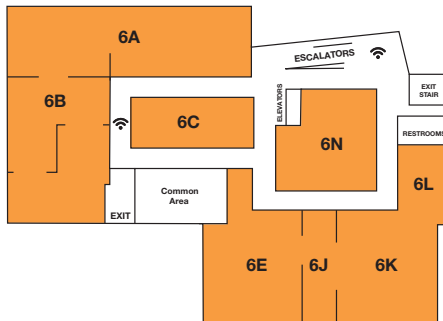 6A
ESCALATORS
6B
ELEVATORS
EXIT
STAIR
6C
6N
RESTROOMS
6L
Common
Area
EXIT
6E
6J
6K